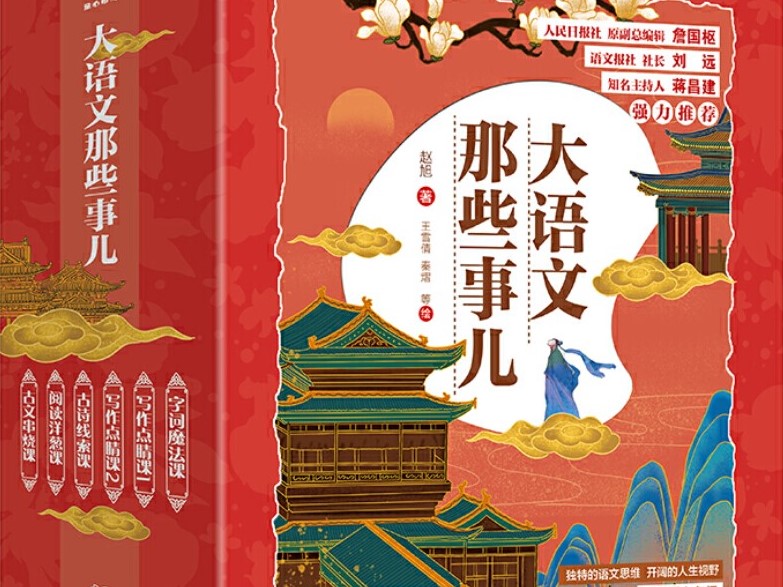 大语文那些事儿
字词魔法课
写作点睛课1
写作点睛课2
古诗线索课
阅读洋葱课
古文串烧课
人民日报社 原副总编辑 詹国枢
语文报社 社长 刘远
知名主持人 蒋昌建
强力推荐
大语文
那些事儿
赵旭 著
王雪倩 秦熠 等 绘
独特的语文思维 开阔的人生视野